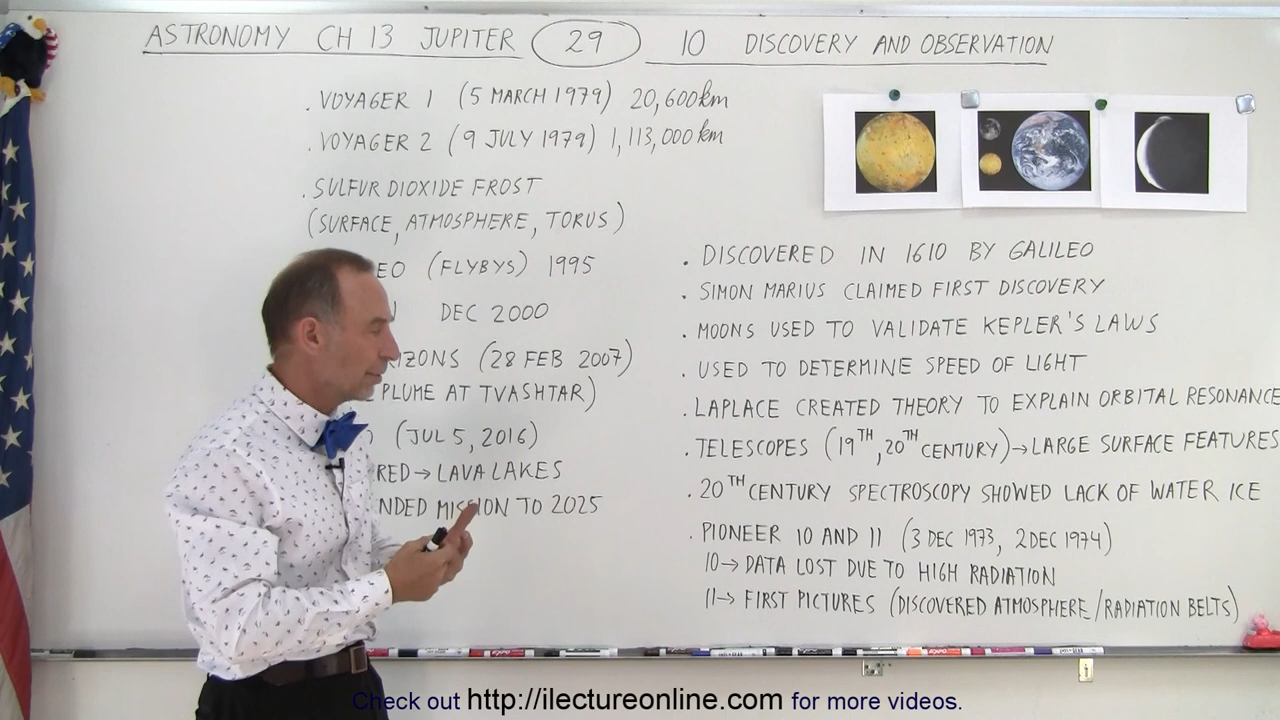 ASTRONOMY CH 13 JUPITER 29 10 DISCOVERY AND OBSERVATION
. VOYAGER 1 (5 MARCH 1979) 20,600km
. VOYAGER 2 (9 JULY 1979) 1,113,000km
. SULFUR DIOXIDE FROST
(SURFACE, ATMOSPHERE, TORUS)
EO (FLYBYS) 1995
DEC 2000
RIZONS (28 FEB 2007)
PLUME AT TVASHTAR)
(JUL 5, 2016)
RED → LAVA LAKES
NDED MISSION TO 2025
. DISCOVERED IN 1610 BY GALILEO
. SIMON MARIUS CLAIMED FIRST DISCOVERY
. MOONS USED TO VALIDATE KEPLER'S LAWS
. USED TO DETERMINE SPEED OF LIGHT
. LAPLACE CREATED THEORY TO EXPLAIN ORBITAL RESONANCE
. TELESCOPES (19TH, 20TH CENTURY) → LARGE SURFACE FEATURES
. 20TH CENTURY SPECTROSCOPY SHOWED LACK OF WATER ICE
. PIONEER 10 AND 11 (3 DEC 1973, 2 DEC 1974)
10 → DATA LOST DUE TO HIGH RADIATION
11 → FIRST PICTURES (DISCOVERED ATMOSPHERE/RADIATION BELTS)
Check out http://ilectureonline.com for more videos.